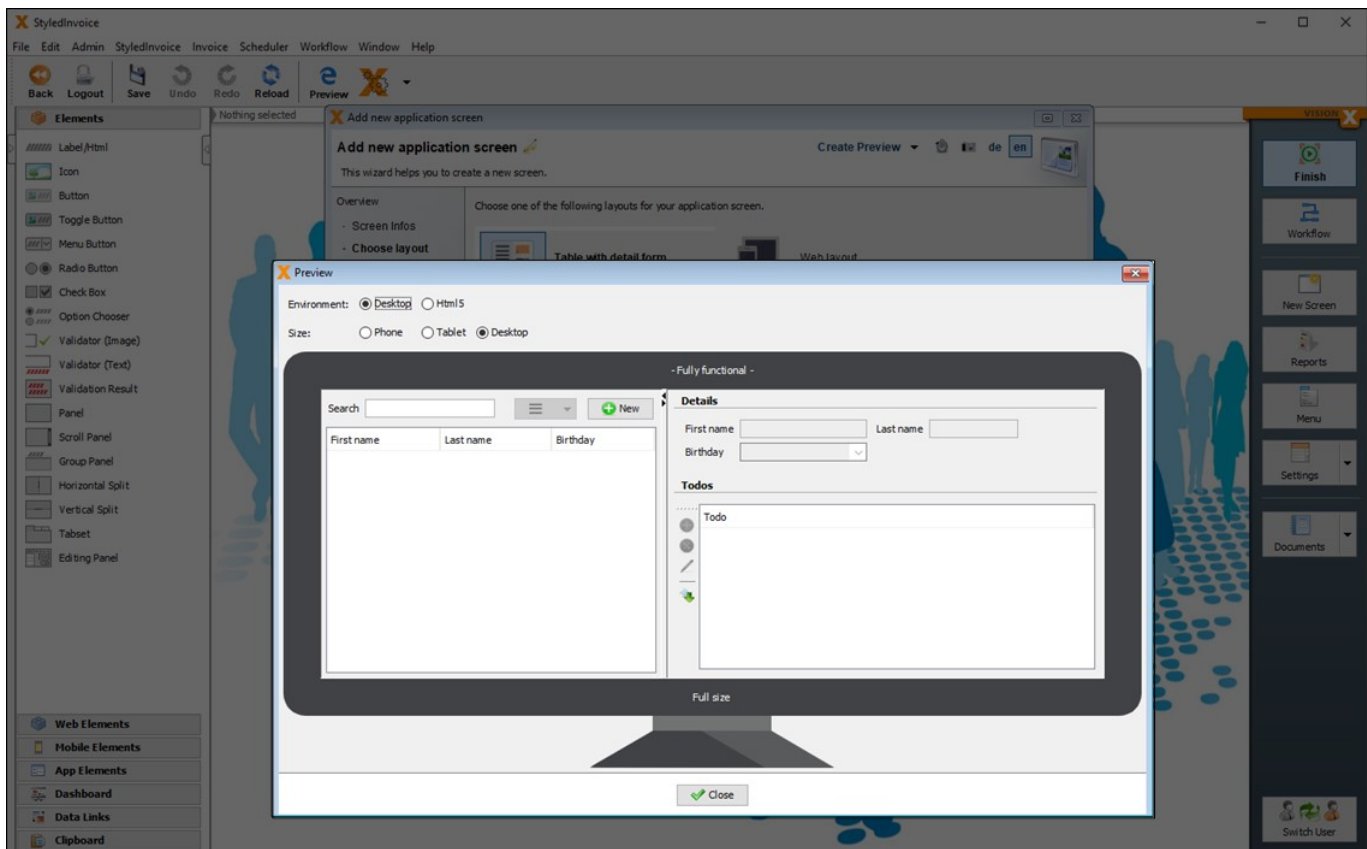 StyledInvoice
File Edit Admin StyledInvoice Invoice Scheduler Workflow Window Help
Back Logout Save Undo Redo Reload Preview
Elements
Label/Html
Icon
Button
Toggle Button
Menu Button
Radio Button
Check Box
Option Chooser
Validator (Image)
Validator (Text)
Validation Result
Panel
Scroll Panel
Group Panel
Horizontal Split
Vertical Split
Tabset
Editing Panel
Web Elements
Mobile Elements
App Elements
Dashboard
Data Links
Clipboard
Nothing selected
Add new application screen
Add new application screen
Create Preview de en
This wizard helps you to create a new screen.
Overview
Choose one of the following layouts for your application screen.
- Screen Infos
- Choose layout
Table with detail form
Web layout
Preview
Environment: Desktop Html5
Size: Phone Tablet Desktop
- Fully functional -
Search New
First name Last name Birthday
Details
First name Last name
Birthday
Todos
Todo
Full size
Close
VISION X
Finish
Workflow
New Screen
Reports
Menu
Settings
Documents
Switch User